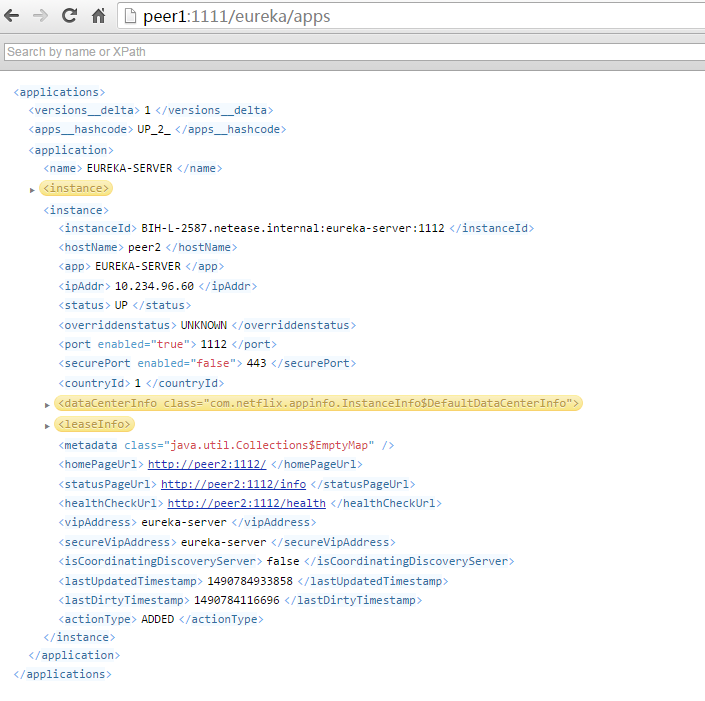 peer1:1111/eureka/apps
Search by name or XPath
<applications>
<versions__delta> 1 </versions__delta>
<apps__hashcode> UP_2_ </apps__hashcode>
<application>
<name> EUREKA-SERVER </name>
<instance>
<instance>
<instanceId> BIH-L-2587.netease.internal:eureka-server:1112 </instanceId>
<hostName> peer2 </hostName>
<app> EUREKA-SERVER </app>
<ipAddr> 10.234.96.60 </ipAddr>
<status> UP </status>
<overriddenstatus> UNKNOWN </overriddenstatus>
<port enabled="true"> 1112 </port>
<securePort enabled="false"> 443 </securePort>
<countryId> 1 </countryId>
<dataCenterInfo class="com.netflix.appinfo.InstanceInfo$DefaultDataCenterInfo">
<leaseInfo>
<metadata class="java.util.Collections$EmptyMap" />
<homePageUrl> http://peer2:1112/ </homePageUrl>
<statusPageUrl> http://peer2:1112/info </statusPageUrl>
<healthCheckUrl> http://peer2:1112/health </healthCheckUrl>
<vipAddress> eureka-server </vipAddress>
<secureVipAddress> eureka-server </secureVipAddress>
<isCoordinatingDiscoveryServer> false </isCoordinatingDiscoveryServer>
<lastUpdatedTimestamp> 1490784933858 </lastUpdatedTimestamp>
<lastDirtyTimestamp> 1490784116696 </lastDirtyTimestamp>
<actionType> ADDED </actionType>
</instance>
</application>
</applications>